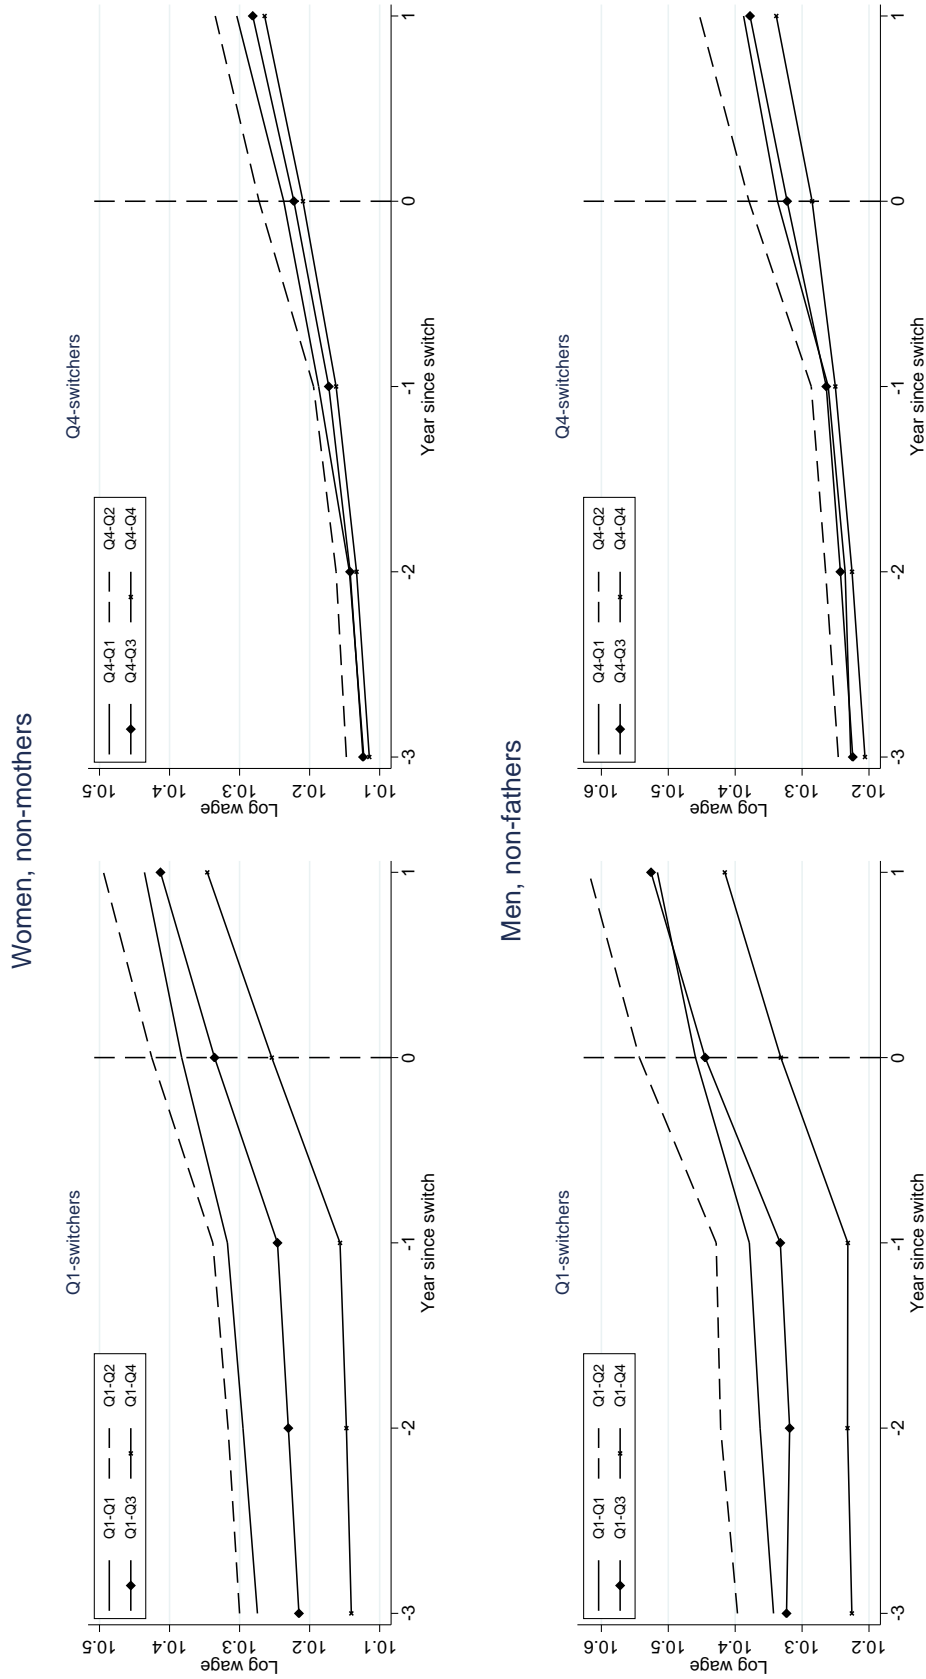 Women, non-mothers
Q1-switchers
10.5
10.4
10.3
10.2
10.1
Log wage
-3
-2
-1
0
1
Year since switch
Q1-Q1
Q1-Q2
Q1-Q3
Q1-Q4
Q4-switchers
10.5
10.4
10.3
10.2
10.1
Log wage
-3
-2
-1
0
1
Year since switch
Q4-Q1
Q4-Q2
Q4-Q3
Q4-Q4
Men, non-fathers
Q1-switchers
10.6
10.5
10.4
10.3
10.2
Log wage
-3
-2
-1
0
1
Year since switch
Q1-Q1
Q1-Q2
Q1-Q3
Q1-Q4
Q4-switchers
10.6
10.5
10.4
10.3
10.2
Log wage
-3
-2
-1
0
1
Year since switch
Q4-Q1
Q4-Q2
Q4-Q3
Q4-Q4